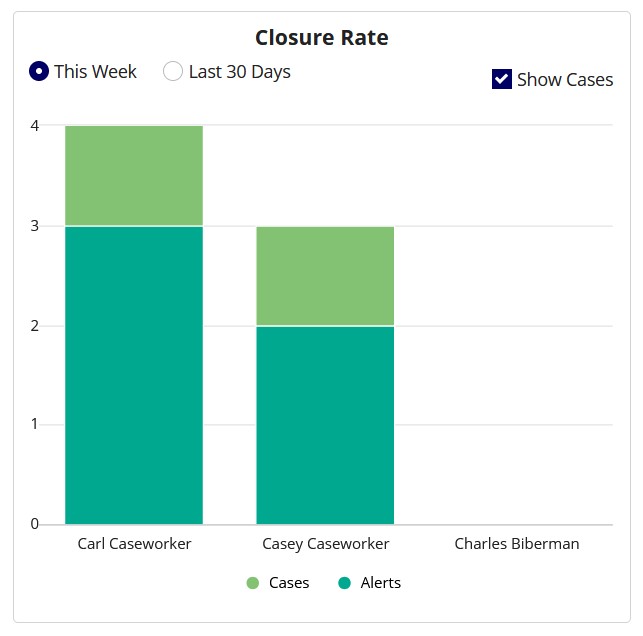 Closure Rate
This Week
Last 30 Days
Show Cases
4
3
2
1
0
Carl Caseworker
Casey Caseworker
Charles Biberman
Cases
Alerts